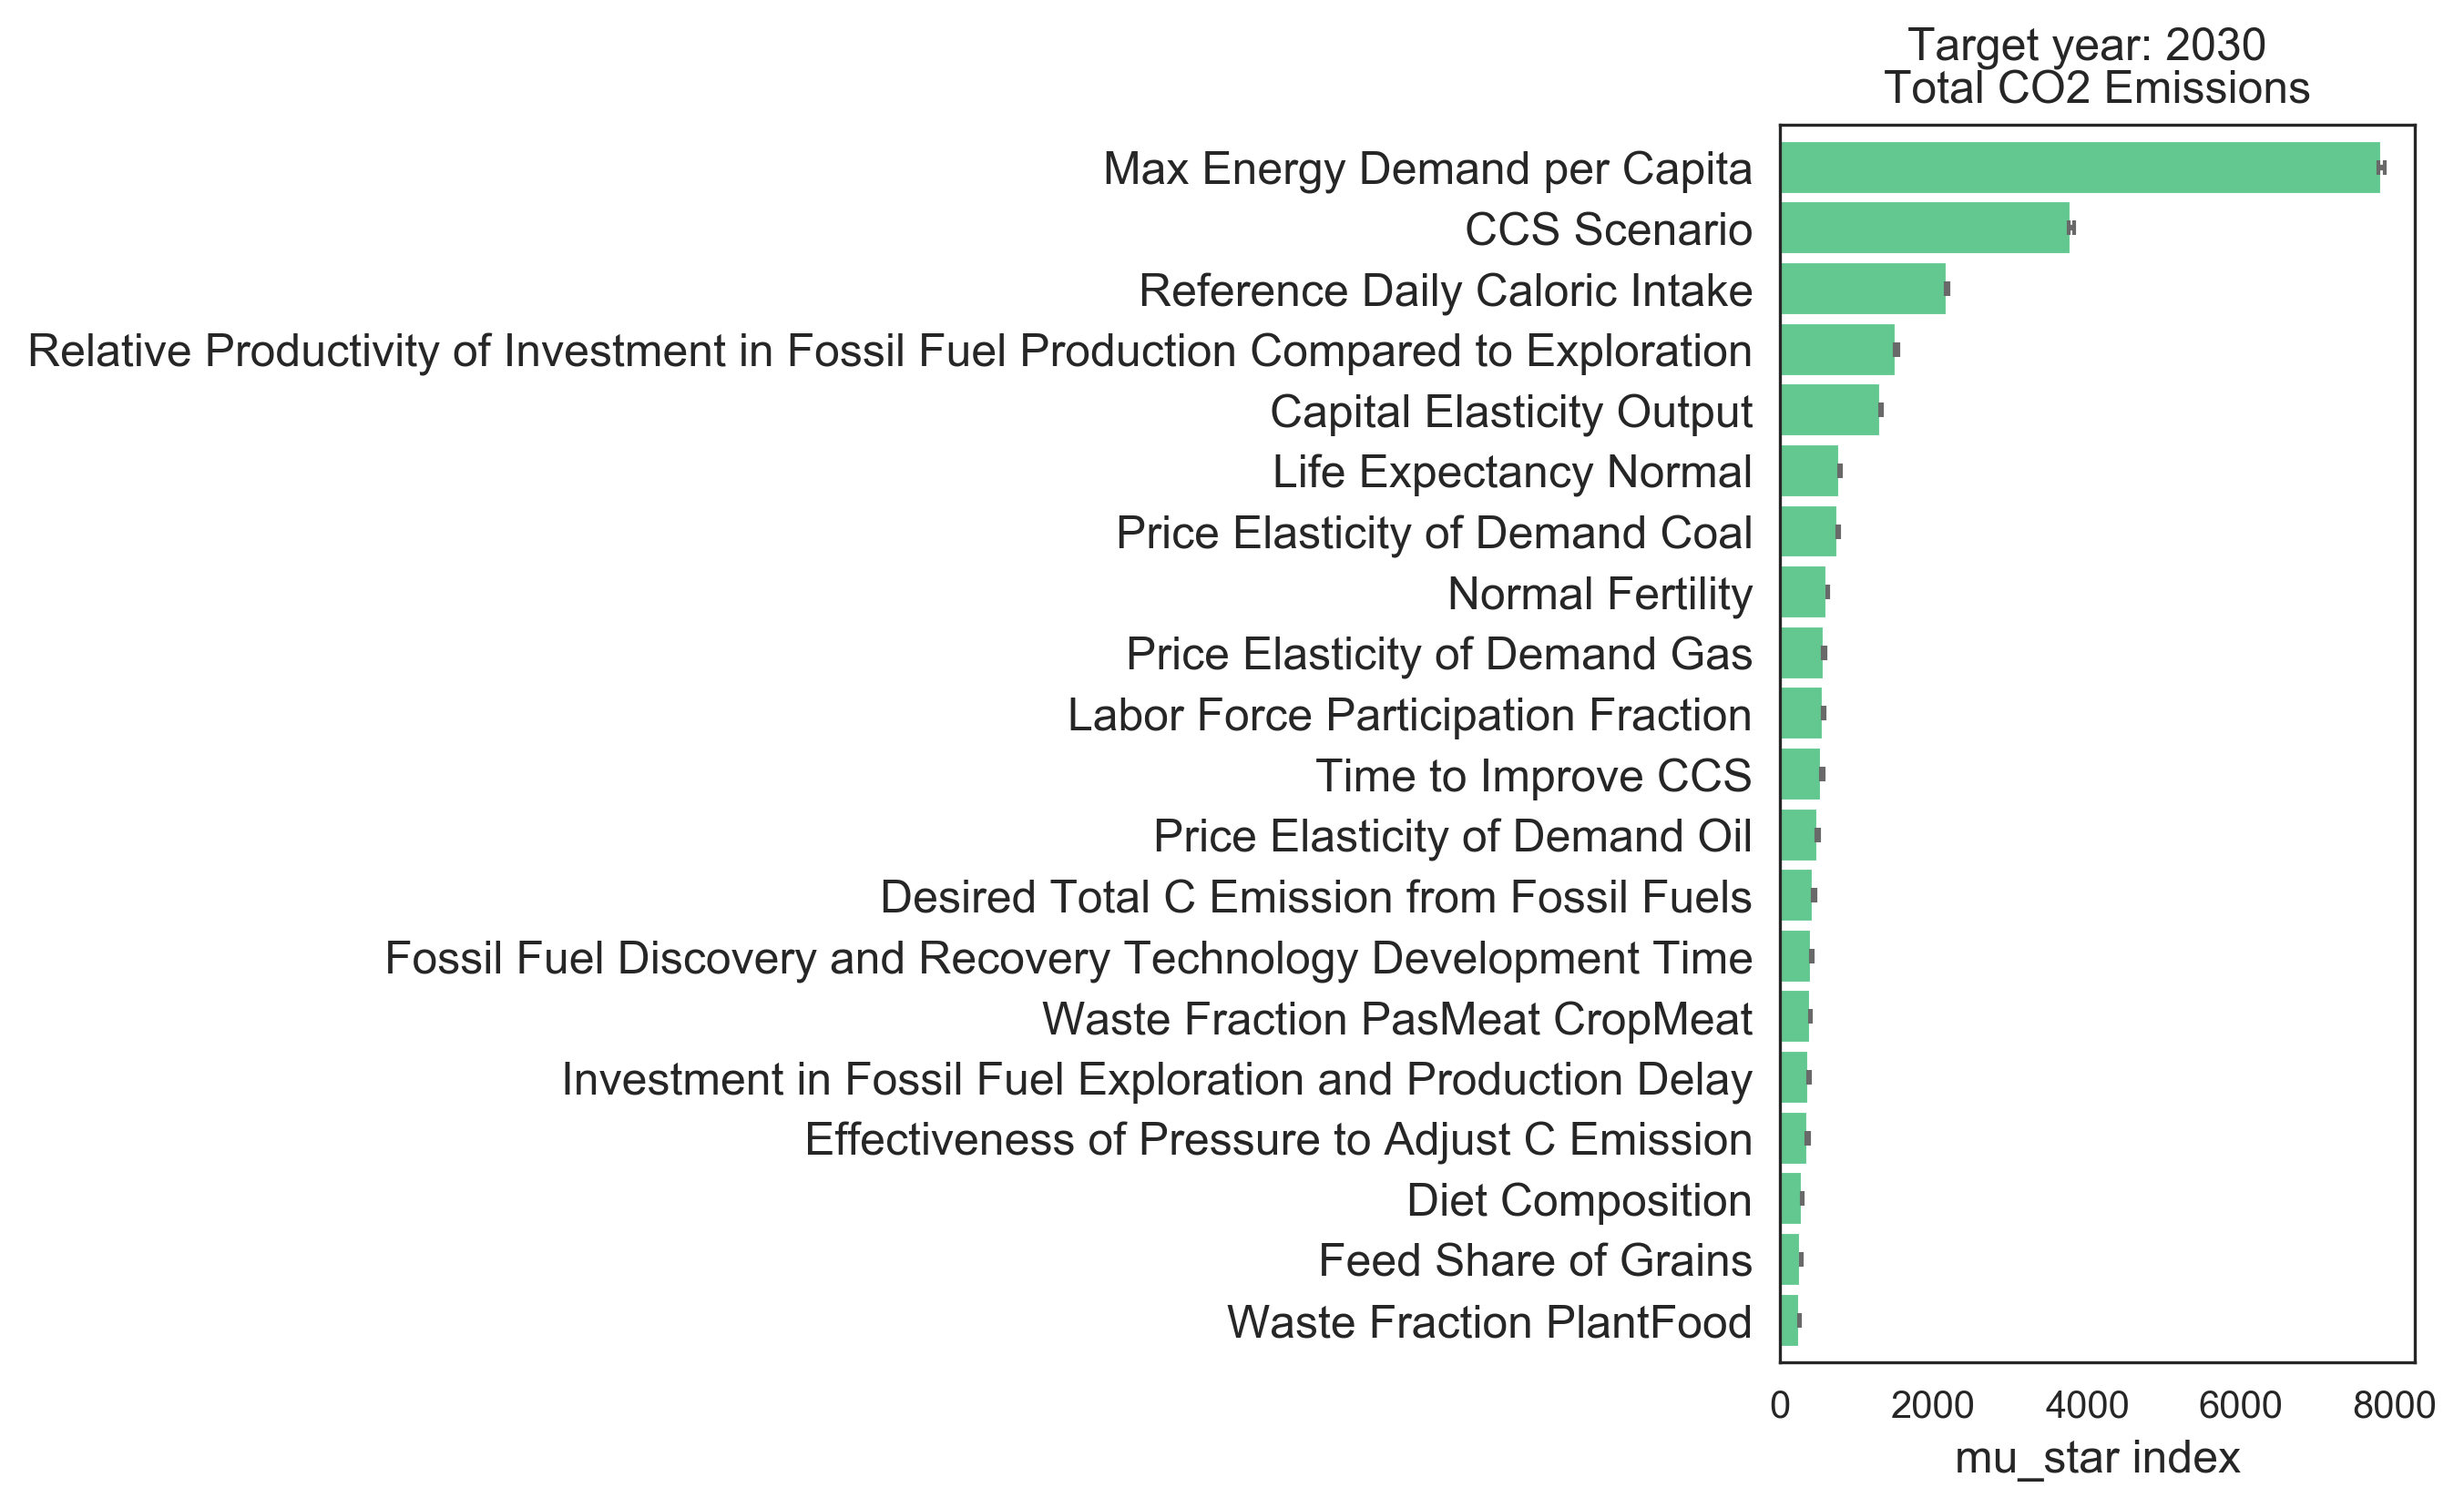 Target year: 2030
Total CO2 Emissions
Max Energy Demand per Capita
CCS Scenario
Reference Daily Caloric Intake
Relative Productivity of Investment in Fossil Fuel Production Compared to Exploration
Capital Elasticity Output
Life Expectancy Normal
Price Elasticity of Demand Coal
Normal Fertility
Price Elasticity of Demand Gas
Labor Force Participation Fraction
Time to Improve CCS
Price Elasticity of Demand Oil
Desired Total C Emission from Fossil Fuels
Fossil Fuel Discovery and Recovery Technology Development Time
Waste Fraction PasMeat CropMeat
Investment in Fossil Fuel Exploration and Production Delay
Effectiveness of Pressure to Adjust C Emission
Diet Composition
Feed Share of Grains
Waste Fraction PlantFood
0 2000 4000 6000 8000
mu_star index